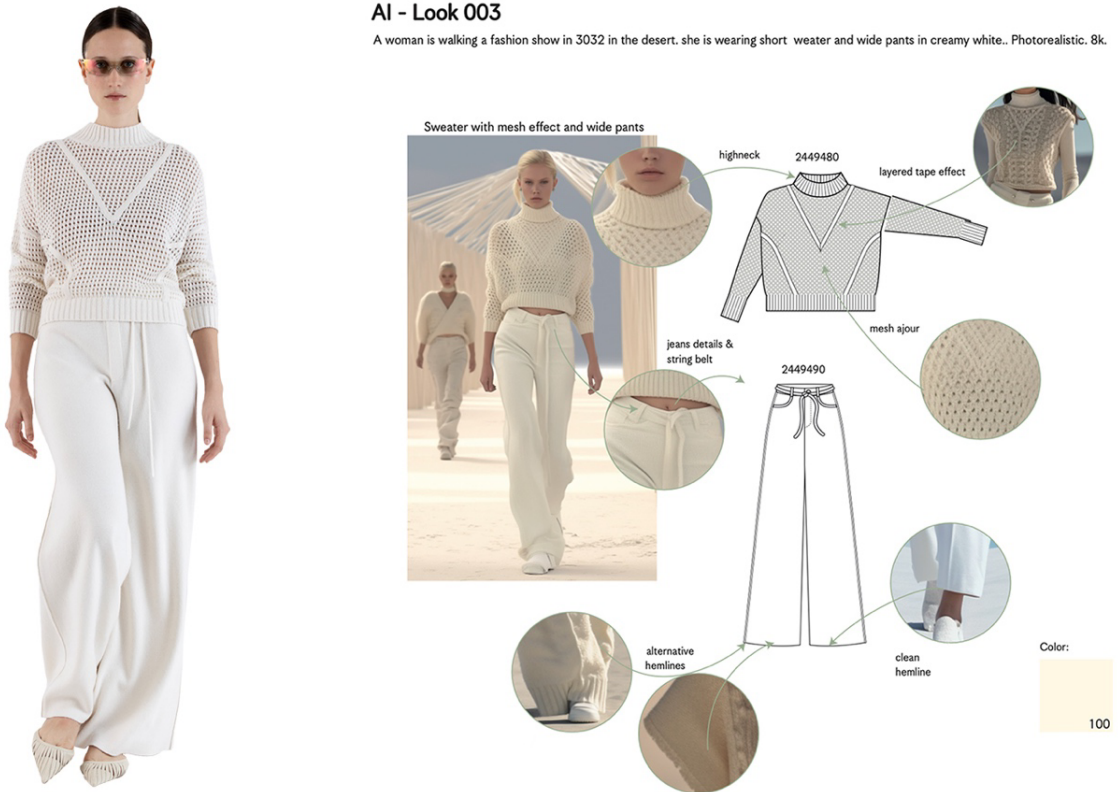 AI - Look 003
A woman is walking a fashion show in 3032 in the desert. she is wearing short  weater and wide pants in creamy white.. Photorealistic. 8k.
Sweater with mesh effect and wide pants
highneck
2449480
layered tape effect
mesh ajour
jeans details &
string belt
2449490
alternative
hemlines
clean
hemline
Color:
100